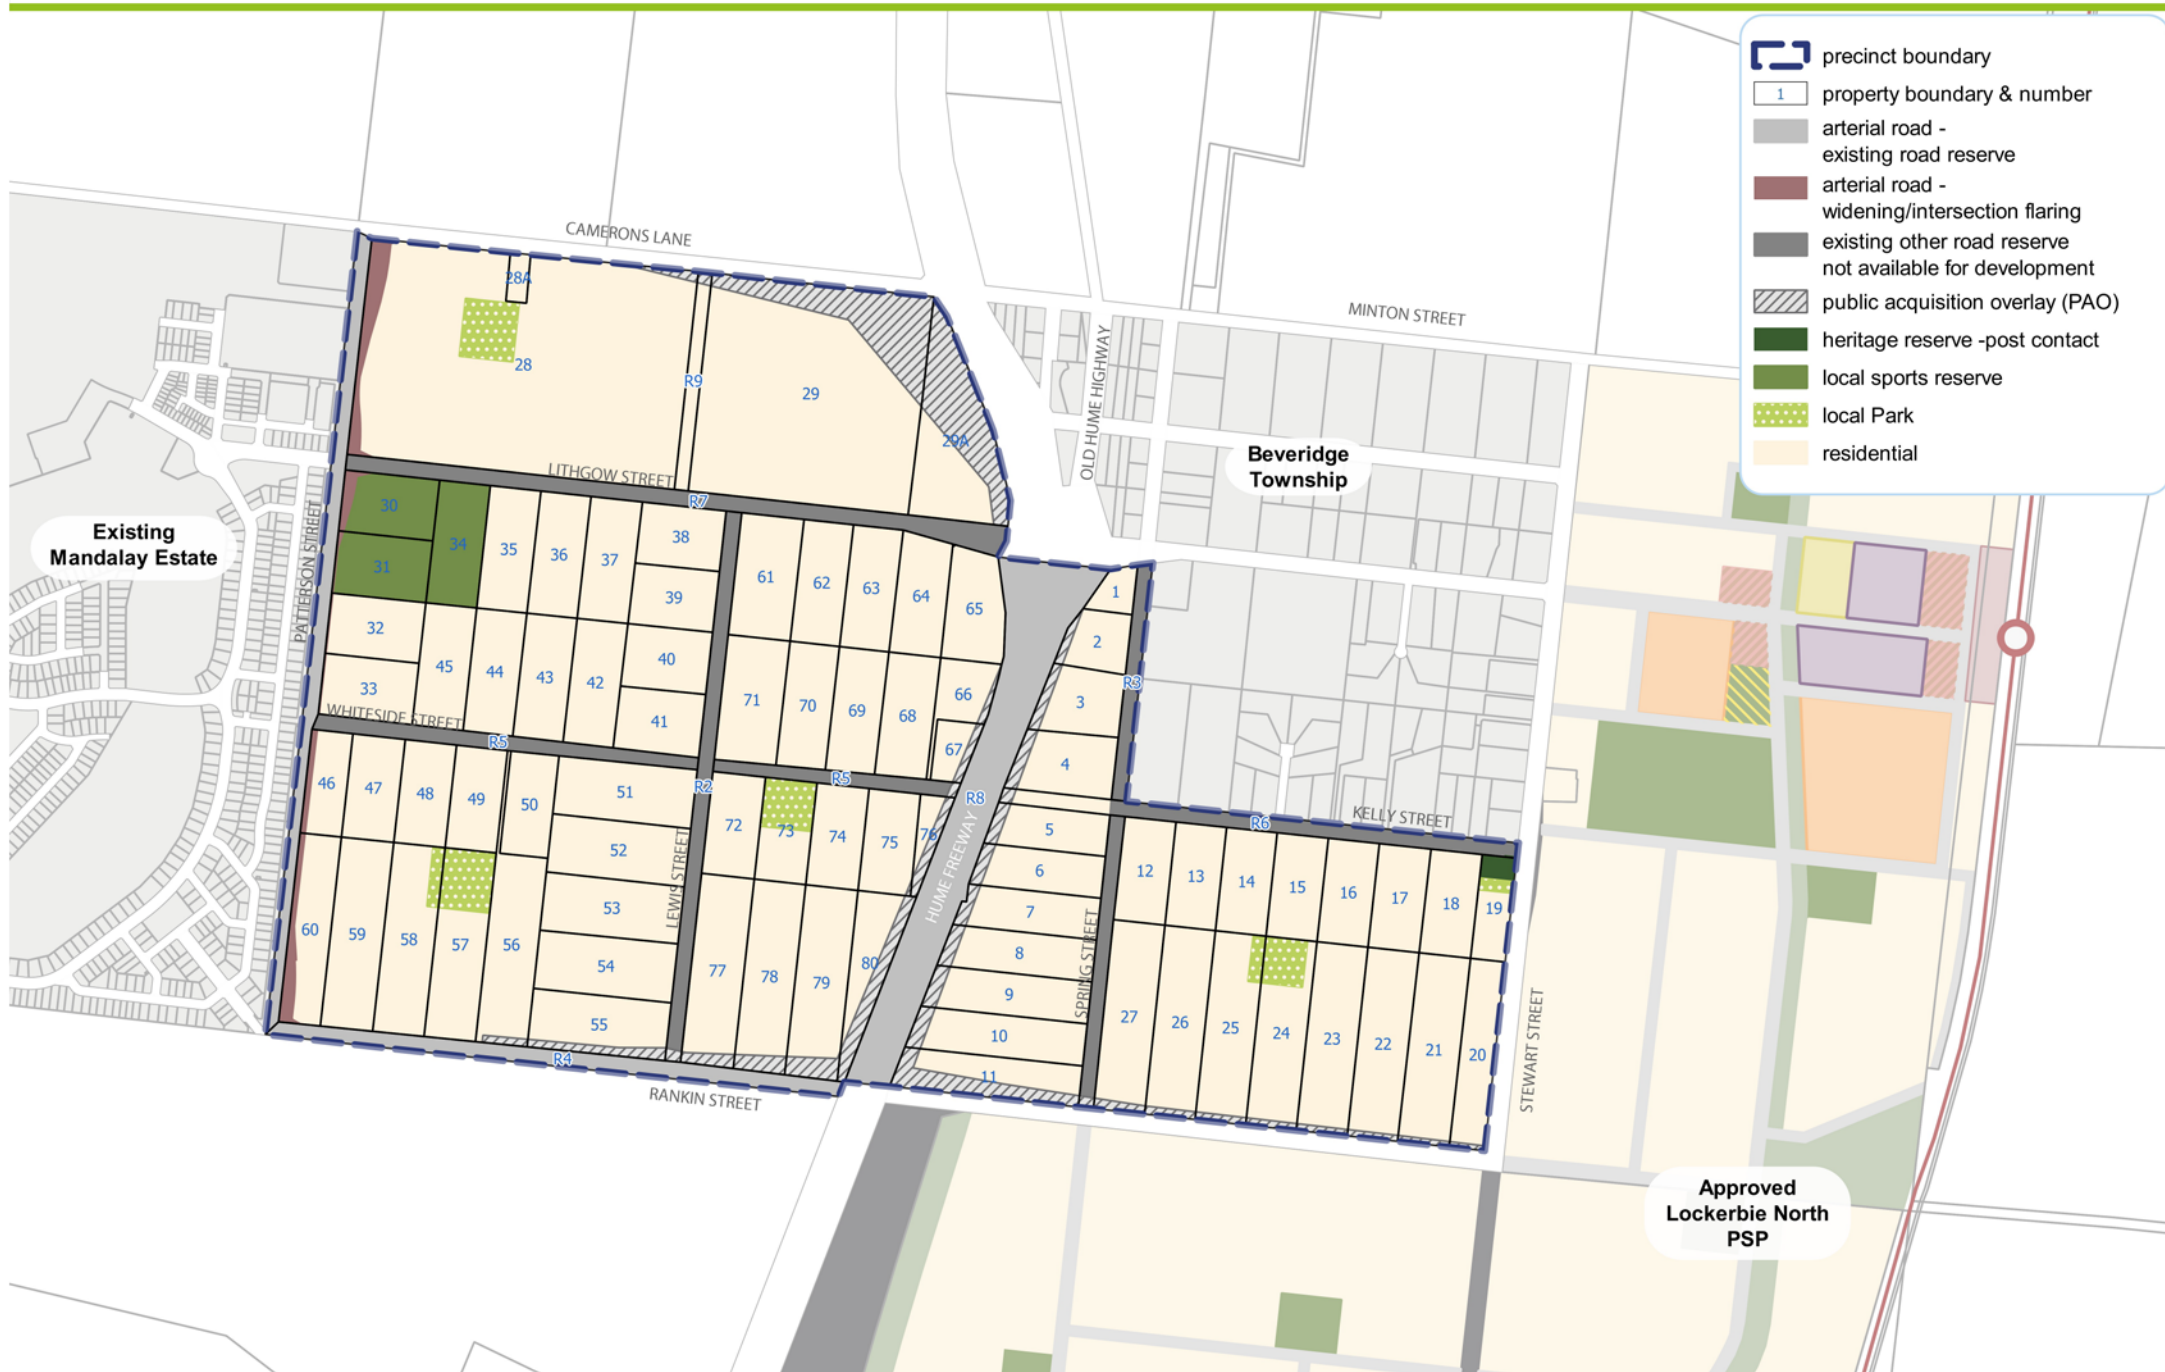 precinct boundary
1 property boundary & number
arterial road -
existing road reserve
arterial road -
widening/intersection flaring
existing other road reserve
not available for development
public acquisition overlay (PAO)
heritage reserve -post contact
local sports reserve
local Park
residential
CAMERONS LANE
MINTON STREET
OLD HUME HIGHWAY
Beveridge
Township
Existing
Mandalay Estate
PATTERSON STREET
28A
28
R9
29
29A
LITHGOW STREET
R7
30
31
34
35
36
37
38
39
32
33
45
44
43
42
40
41
61
62
63
64
65
71
70
69
68
66
67
1
2
3
4
R3
WHITESIDE STREET
R5
R5
R2
R8
46
47
48
49
50
51
52
53
54
55
60
59
58
57
56
LEWIS STREET
72
73
74
75
76
77
78
79
80
HUME FREEWAY
5
6
7
8
9
10
11
SPRING STREET
R6
KELLY STREET
12
13
14
15
16
17
18
19
27
26
25
24
23
22
21
20
STEWART STREET
R4
RANKIN STREET
Approved
Lockerbie North
PSP